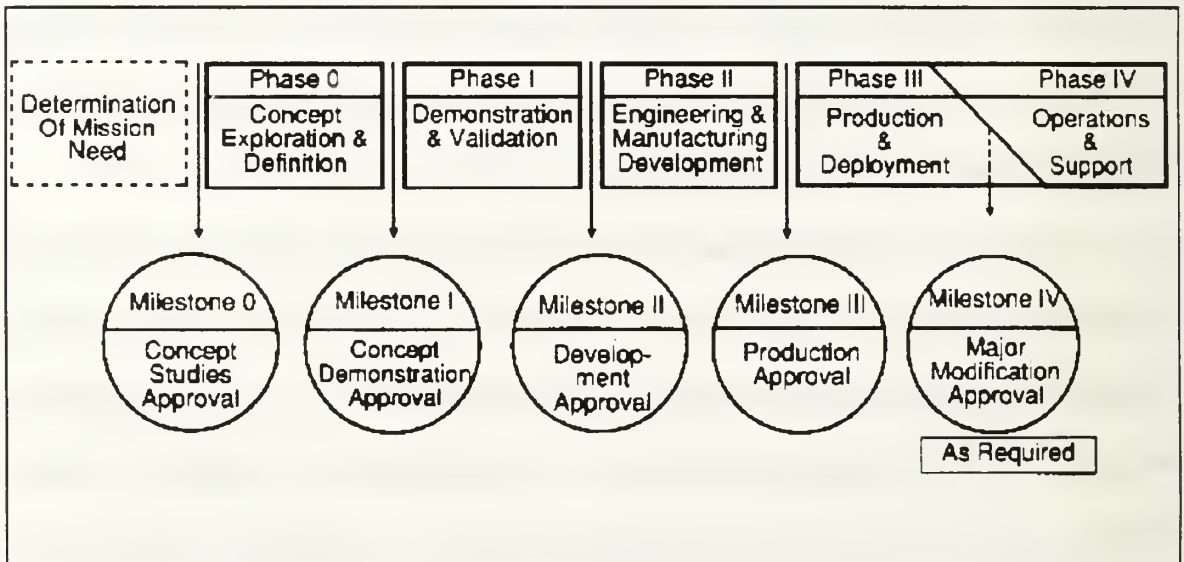 Determination
Of Mission
Need
Phase 0
Concept
Exploration &
Definition
Phase I
Demonstration
& Validation
Phase II
Engineering &
Manufacturing
Development
Phase III
Production
&
Deployment
Phase IV
Operations
&
Support
Milestone 0
Concept
Studies
Approval
Milestone I
Concept
Demonstration
Approval
Milestone II
Develop-
ment
Approval
Milestone III
Production
Approval
Milestone IV
Major
Modification
Approval
As Required